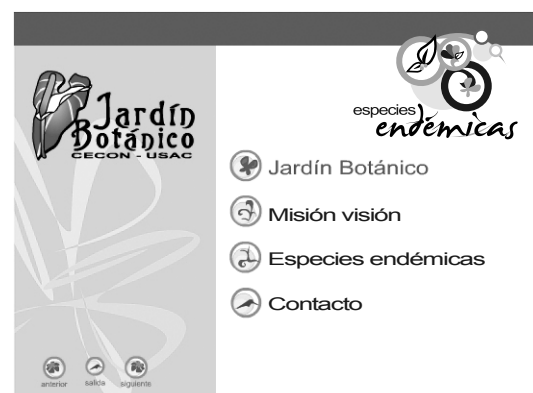 Jardín
Botánico
CECON - USAC
especies
endémicas
Jardín Botánico
Misión visión
Especies endémicas
Contacto
anterior
salida
siguiente